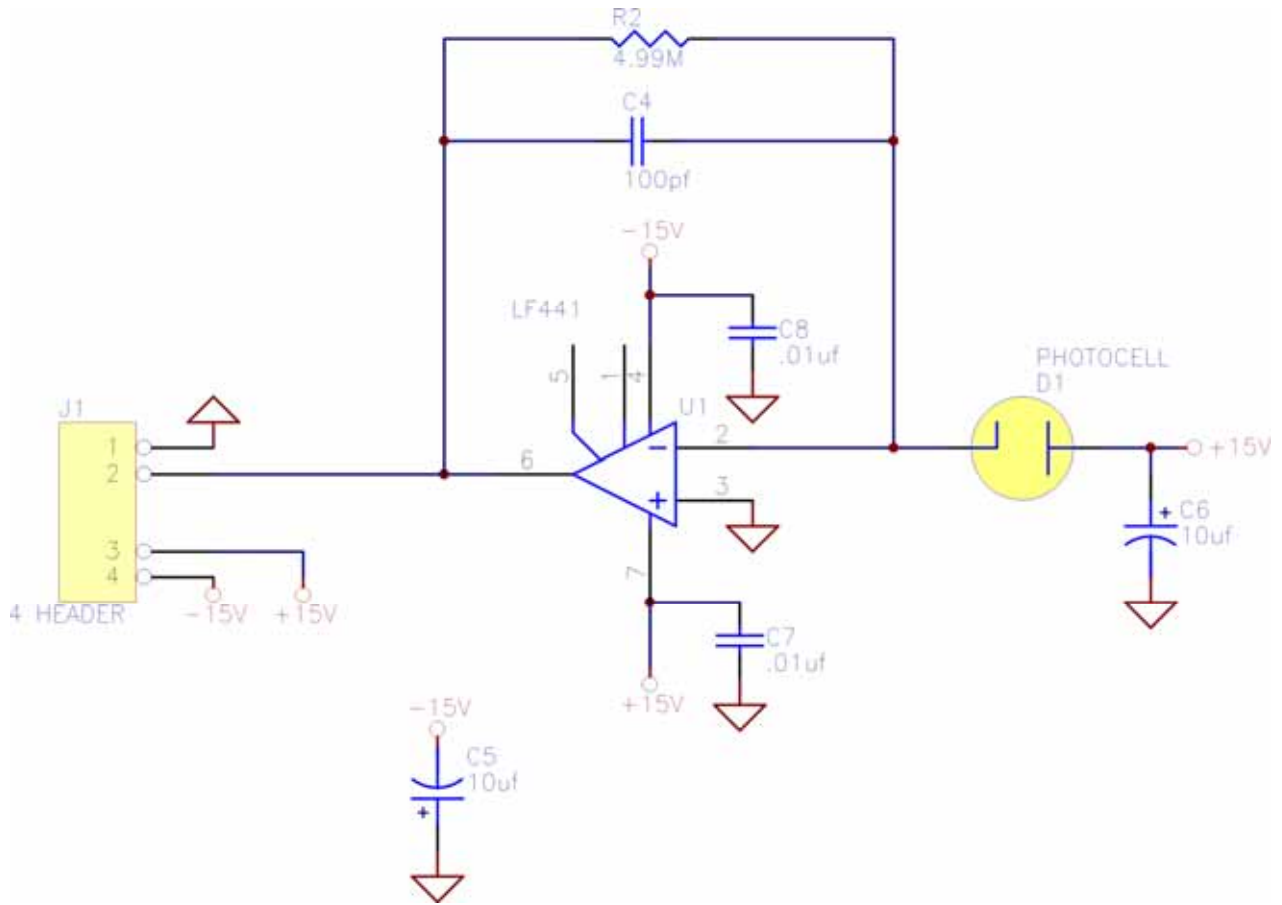 R2
4.99M
C4
100pf
-15V
LF441
C8
.01uf
5
1
4
PHOTOCELL
D1
J1
U1
1
2
−
2
6
+15V
3
+
+
C6
10uf
3
4
7
4 HEADER
-15V
+15V
C7
.01uf
+15V
-15V
C5
10uf
+